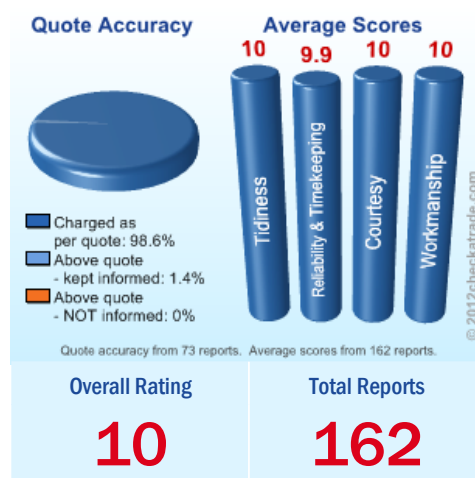 Quote Accuracy
Average Scores
10
9.9
10
10
Tidiness
Reliability & Timekeeping
Courtesy
Workmanship
Charged as
per quote: 98.6%
Above quote
- kept informed: 1.4%
Above quote
- NOT informed: 0%
© 2012checkatrade.com
Quote accuracy from 73 reports. Average scores from 162 reports.
Overall Rating
Total Reports
10
162